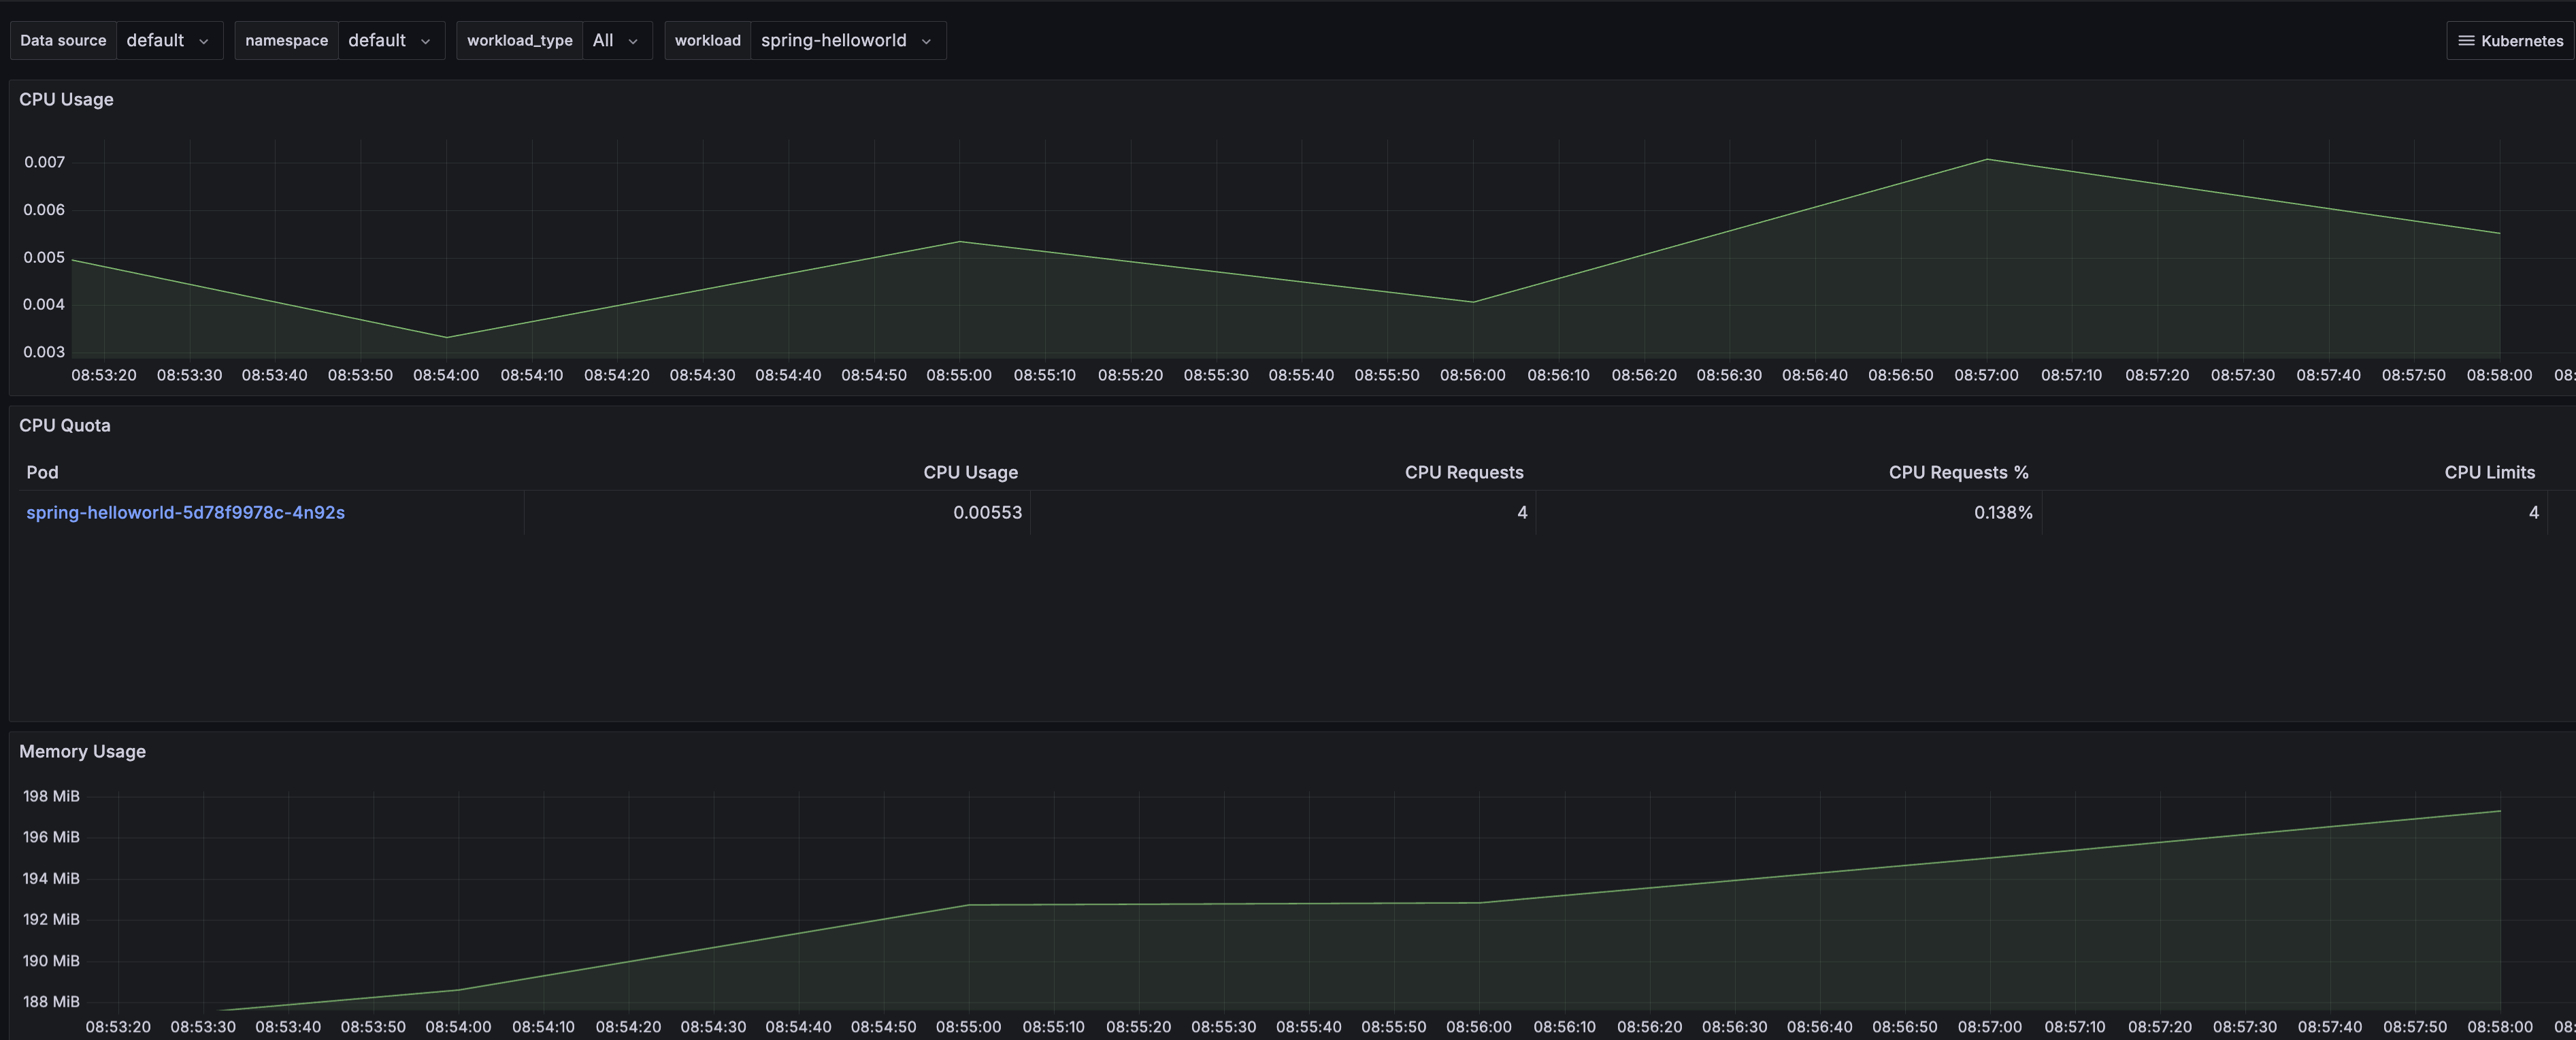 Data source default namespace default workload_type All workload spring-helloworld Kubernetes
CPU Usage
0.007
0.006
0.005
0.004
0.003
08:53:20 08:53:30 08:53:40 08:53:50 08:54:00 08:54:10 08:54:20 08:54:30 08:54:40 08:54:50 08:55:00 08:55:10 08:55:20 08:55:30 08:55:40 08:55:50 08:56:00 08:56:10 08:56:20 08:56:30 08:56:40 08:56:50 08:57:00 08:57:10 08:57:20 08:57:30 08:57:40 08:57:50 08:58:00 08:
CPU Quota
Pod CPU Usage CPU Requests CPU Requests % CPU Limits
spring-helloworld-5d78f9978c-4n92s 0.00553 4 0.138% 4
Memory Usage
198 MiB
196 MiB
194 MiB
192 MiB
190 MiB
188 MiB
08:53:20 08:53:30 08:53:40 08:53:50 08:54:00 08:54:10 08:54:20 08:54:30 08:54:40 08:54:50 08:55:00 08:55:10 08:55:20 08:55:30 08:55:40 08:55:50 08:56:00 08:56:10 08:56:20 08:56:30 08:56:40 08:56:50 08:57:00 08:57:10 08:57:20 08:57:30 08:57:40 08:57:50 08:58:00 08: